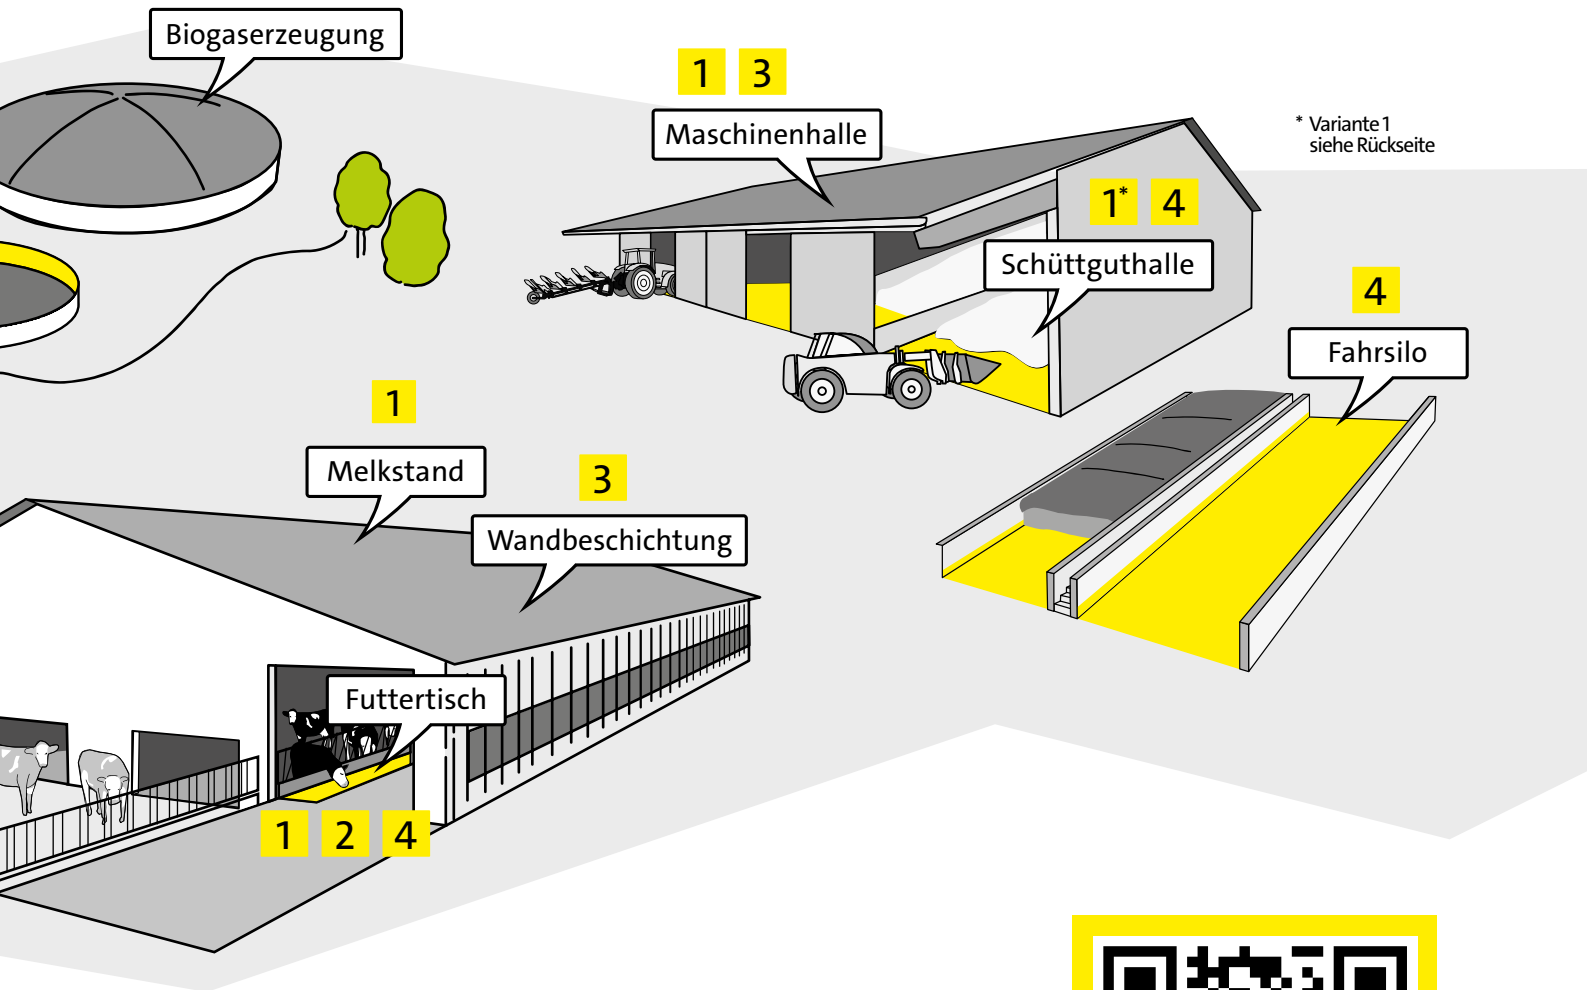 Biogaserzeugung
1 3
Maschinenhalle
* Variante 1
siehe Rückseite
1* 4
Schüttguthalle
4
Fahrsilo
1
Melkstand
3
Wandbeschichtung
Futtertisch
1 2 4